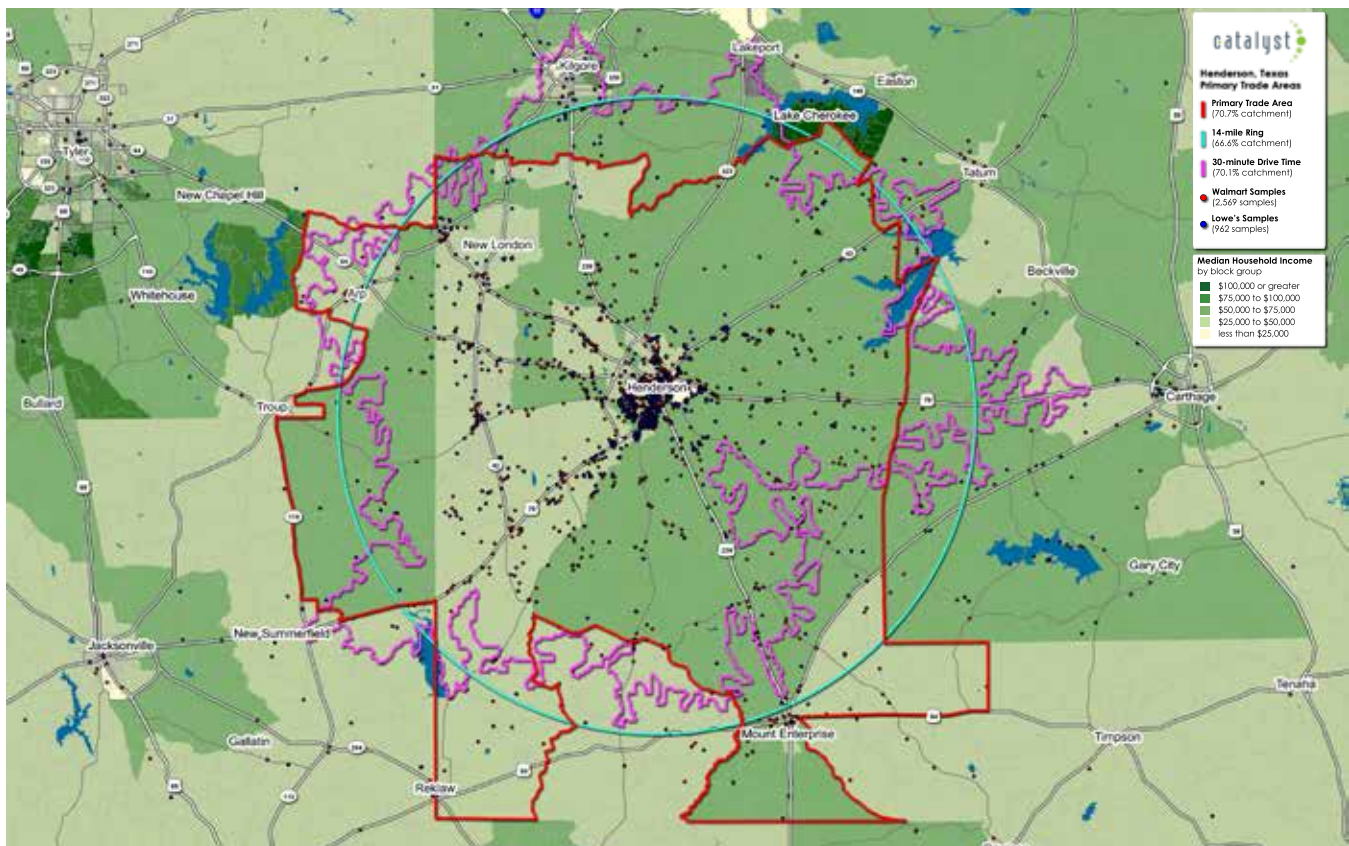 catalyst
Henderson, Texas
Primary Trade Areas
Primary Trade Area
(70.7% catchment)
14-mile Ring
(66.6% catchment)
30-minute Drive Time
(70.1% catchment)
Walmart Samples
(2,569 samples)
Lowe's Samples
(962 samples)
Median Household Income
by block group
$100,000 or greater
$75,000 to $100,000
$50,000 to $75,000
$25,000 to $50,000
less than $25,000
Lakeport
Kilgore
Easton
Lake Cherokee
Tyler
Tatum
New Chapel Hill
New London
Beckville
Whitehouse
Arp
Henderson
Carthage
Bullard
Troup
79
79
259
Gary City
New Summerfield
Jacksonville
Tenaha
84
Mount Enterprise
Timpson
Gallatin
Reklaw